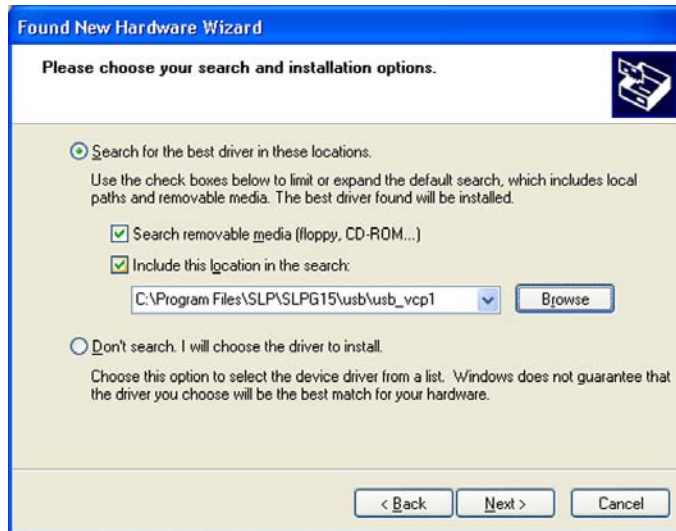 Found New Hardware Wizard
Please choose your search and installation options.
Search for the best driver in these locations.
Use the check boxes below to limit or expand the default search, which includes local
paths and removable media. The best driver found will be installed.
Search removable media (floppy, CD-ROM...)
Include this location in the search:
C:\Program Files\SLP\SLPG15\usb\usb_vcp1
Browse
Don't search. I will choose the driver to install.
Choose this option to select the device driver from a list. Windows does not guarantee that
the driver you choose will be the best match for your hardware.
< Back Next > Cancel